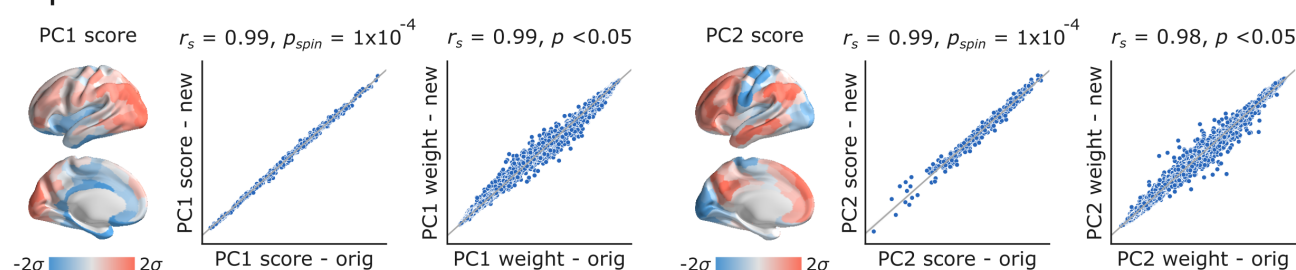 PC1 score
r_s = 0.99, p_spin = 1x10^-4
r_s = 0.99, p <0.05
PC2 score
r_s = 0.99, p_spin = 1x10^-4
r_s = 0.98, p <0.05
PC1 score - new
PC1 weight - new
PC2 score - new
PC2 weight - new
-2σ 2σ
PC1 score - orig
PC1 weight - orig
-2σ 2σ
PC2 score - orig
PC2 weight - orig